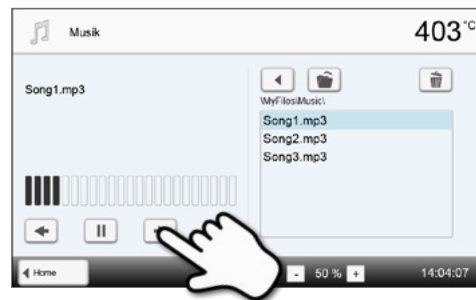 Musik
403 °C
Song1.mp3
\MyFiles\Music\
Song1.mp3
Song2.mp3
Song3.mp3
Home
- 50 % +
14:04:07